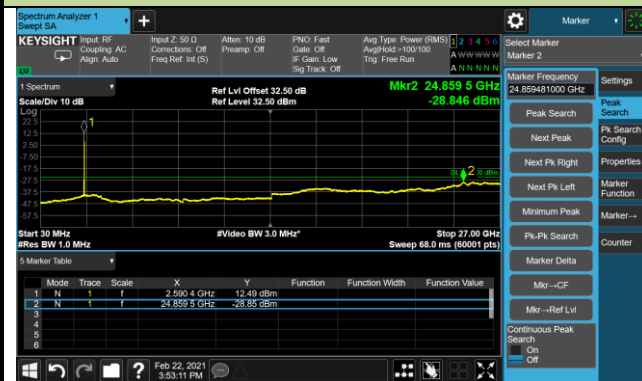 Spectrum Analyzer 1
Swept SA
+
Marker
KEYSIGHT
Input: RF
Coupling: AC
Align: Auto
Input Z: 50 Ω
Corrections: Off
Freq Ref: Int (S)
Atten: 10 dB
Preamp: Off
PNO: Fast
Gate: Off
IF Gain: Low
Sig Track: Off
Avg Type: Power (RMS)
Avg|Hold:>100/100
Trig: Free Run
1 2 3 4 5 6
A W W W W W
A N N N N N
Select Marker
Marker 2
1 Spectrum
Scale/Div 10 dB
Ref Lvl Offset 32.50 dB
Ref Level 32.50 dBm
Mkr2 24.859 5 GHz
-28.846 dBm
Log
22.5
12.5
2.50
-7.50
-17.5
-27.5
-37.5
-47.5
-57.5
1
2
Start 30 MHz
#Res BW 1.0 MHz
#Video BW 3.0 MHz*
Stop 27.00 GHz
Sweep 68.0 ms (60001 pts)
5 Marker Table
Mode Trace Scale X Y Function Function Width Function Value
1 N 1 f 2.590 4 GHz 12.49 dBm
2 N 1 f 24.859 5 GHz -28.85 dBm
3
4
5
6
Marker Frequency
24.859481000 GHz
Peak Search
Next Peak
Next Pk Right
Next Pk Left
Minimum Peak
Pk-Pk Search
Marker Delta
Mkr→CF
Mkr→Ref Lvl
Continuous Peak
Search
On
Off
Settings
Peak
Search
Pk Search
Config
Properties
Marker
Function
Marker→
Counter
?
Feb 22, 2021
3:53:11 PM